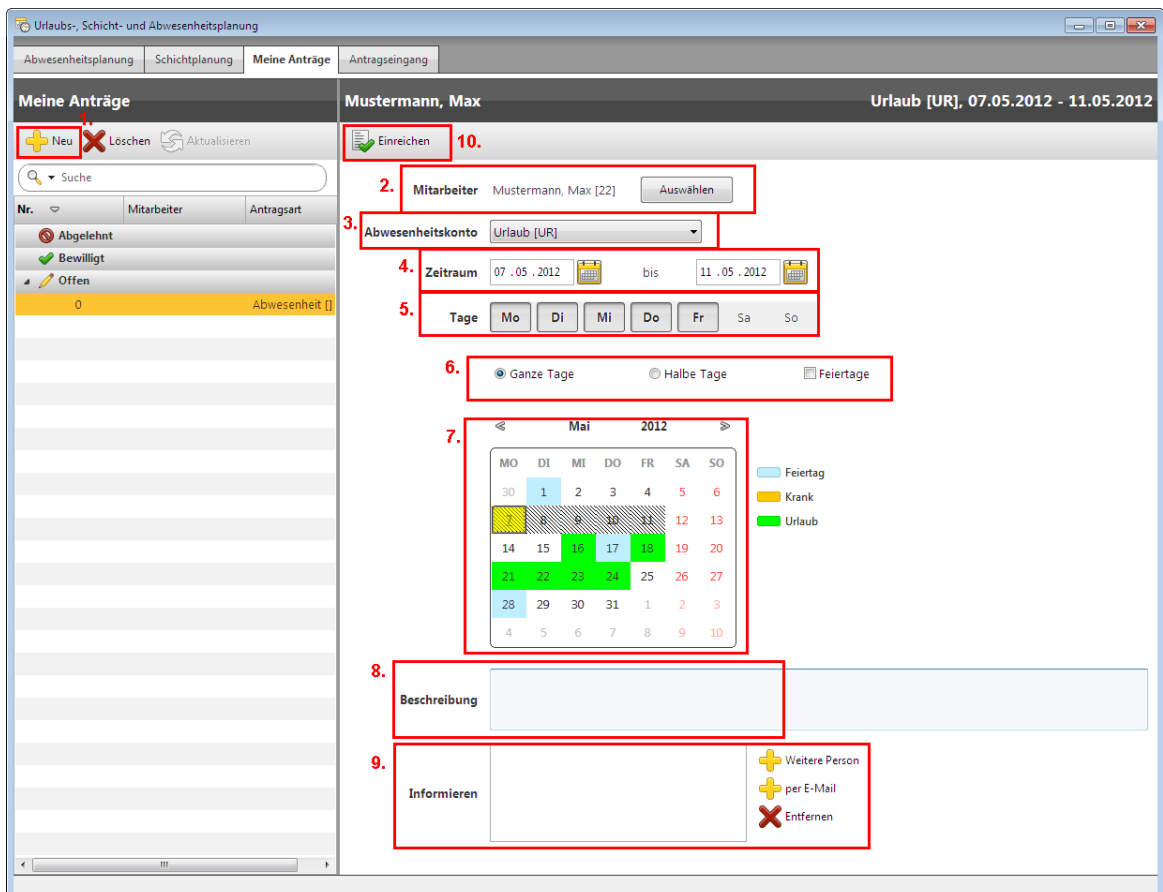 Urlaubs-, Schicht- und Abwesenheitsplanung
Abwesenheitsplanung Schichtplanung Meine Anträge Antragseingang
Meine Anträge
Mustermann, Max Urlaub [UR], 07.05.2012 - 11.05.2012
1.
Neu Löschen Aktualisieren
Einreichen 10.
Suche
Nr. Mitarbeiter Antragsart
Abgelehnt
Bewilligt
Offen
0 Abwesenheit []
2. Mitarbeiter Mustermann, Max [22] Auswählen
3. Abwesenheitskonto Urlaub [UR]
4. Zeitraum 07 . 05 . 2012 bis 11 . 05 . 2012
5. Tage Mo Di Mi Do Fr Sa So
6. Ganze Tage Halbe Tage Feiertage
7. Mai 2012
MO DI MI DO FR SA SO
30 1 2 3 4 5 6
7 8 9 10 11 12 13
14 15 16 17 18 19 20
21 22 23 24 25 26 27
28 29 30 31 1 2 3
4 5 6 7 8 9 10
Feiertag
Krank
Urlaub
8. Beschreibung
9. Informieren
Weitere Person
per E-Mail
Entfernen